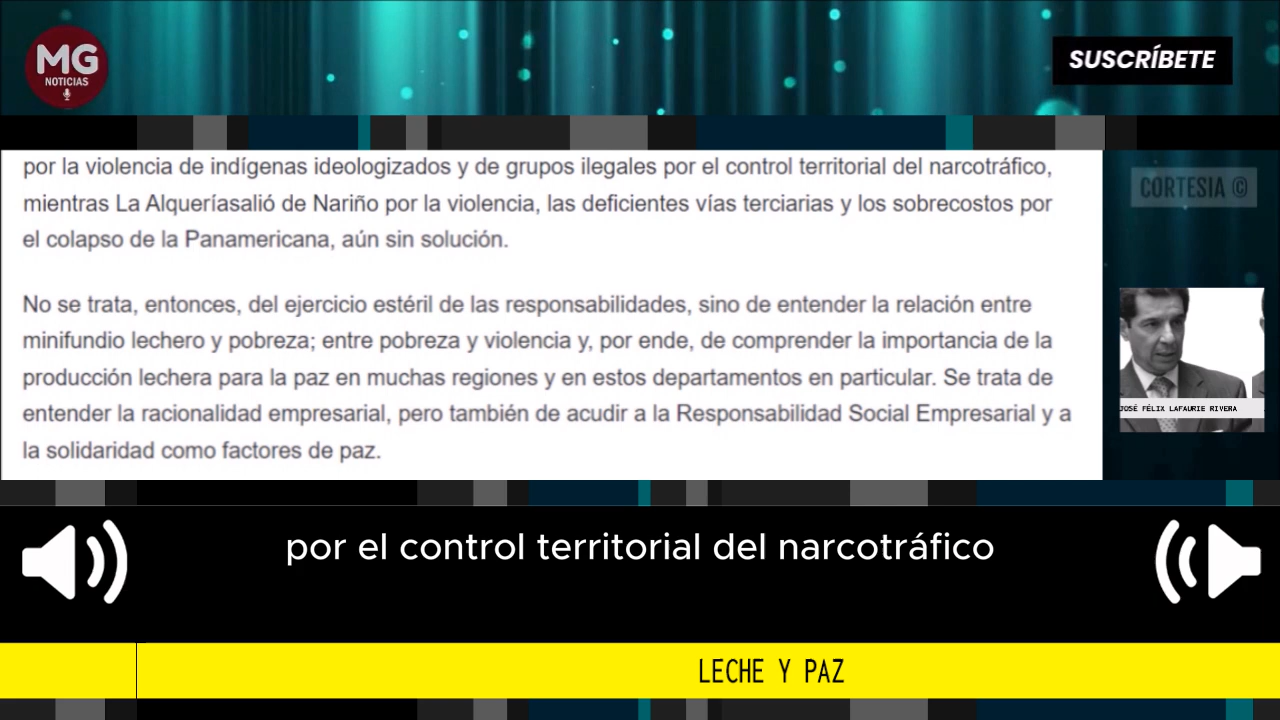 MG
NOTICIAS
SUSCRÍBETE
por la violencia de indígenas ideologizados y de grupos ilegales por el control territorial del narcotráfico,
mientras La Alqueríasalió de Nariño por la violencia, las deficientes vías terciarias y los sobrecostos por
el colapso de la Panamericana, aún sin solución.
No se trata, entonces, del ejercicio estéril de las responsabilidades, sino de entender la relación entre
minifundio lechero y pobreza; entre pobreza y violencia y, por ende, de comprender la importancia de la
producción lechera para la paz en muchas regiones y en estos departamentos en particular. Se trata de
entender la racionalidad empresarial, pero también de acudir a la Responsabilidad Social Empresarial y a
la solidaridad como factores de paz.
CORTESIA ©
JOSÉ FÉLIX LAFAURIE RIVERA
por el control territorial del narcotráfico
LECHE Y PAZ